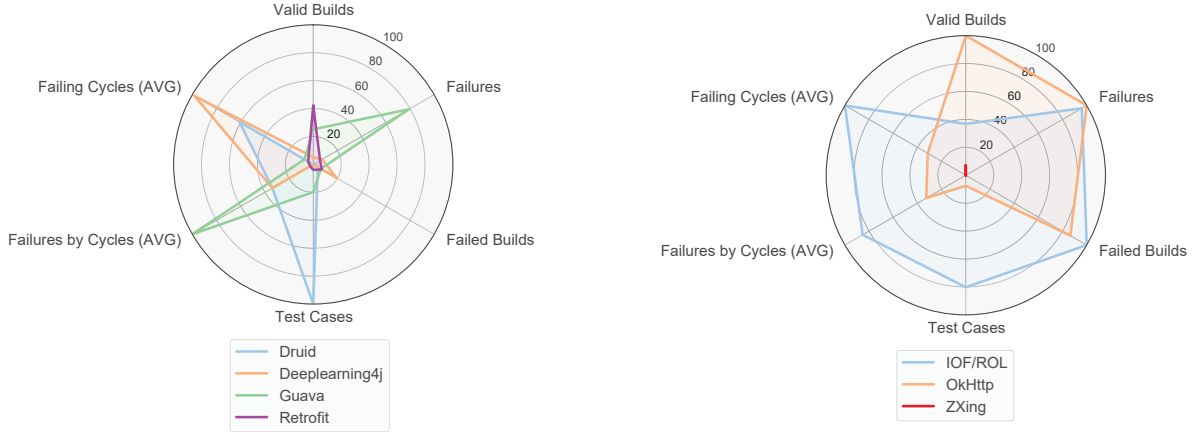 Valid Builds
100
80
60
40
20
Failing Cycles (AVG)
Failures
Failures by Cycles (AVG)
Failed Builds
Test Cases
Druid
Deeplearning4j
Guava
Retrofit
Valid Builds
100
80
60
40
20
Failing Cycles (AVG)
Failures
Failures by Cycles (AVG)
Failed Builds
Test Cases
IOF/ROL
OkHttp
ZXing